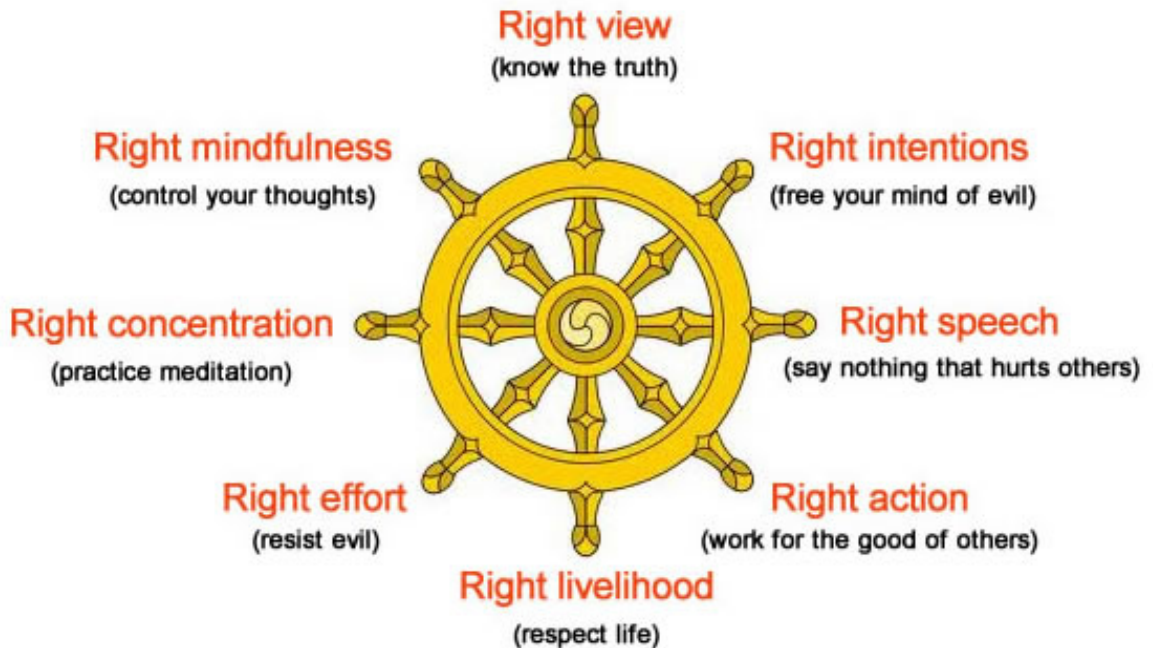 Right view
(know the truth)
Right mindfulness
(control your thoughts)
Right intentions
(free your mind of evil)
Right concentration
(practice meditation)
Right speech
(say nothing that hurts others)
Right effort
(resist evil)
Right action
(work for the good of others)
Right livelihood
(respect life)